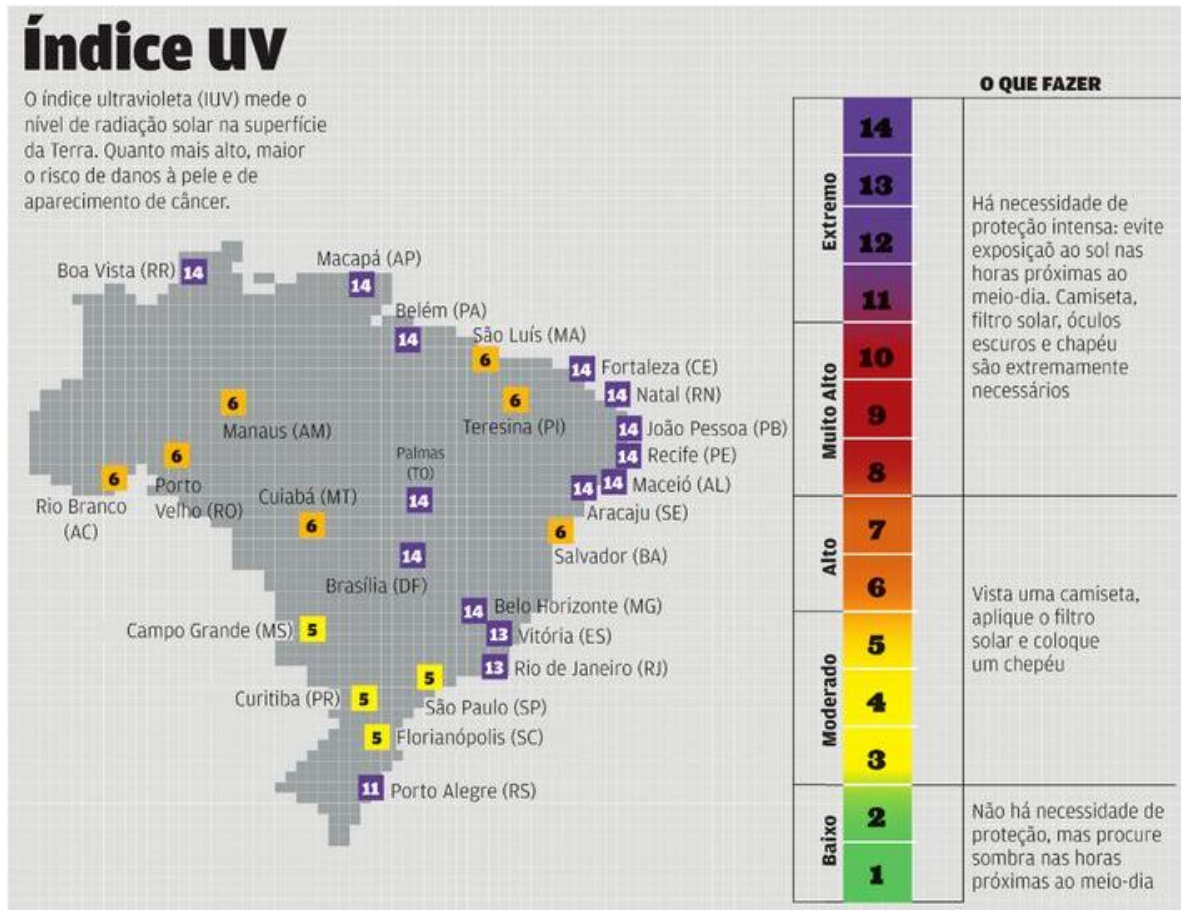 Índice UV
O índice ultravioleta (IUV) mede o
nível de radiação solar na superfície
da Terra. Quanto mais alto, maior
o risco de danos à pele e de
aparecimento de câncer.
Boa Vista (RR) 14
Macapá (AP)
14
Belém (PA)
14
São Luís (MA)
6
14 Fortaleza (CE)
14 Natal (RN)
6
Teresina (PI)
6
Manaus (AM)
14 João Pessoa (PB)
14 Recife (PE)
14 Maceió (AL)
14
Aracaju (SE)
6
Porto
Velho (RO)
6
Rio Branco
(AC)
Palmas
(TO)
14
Cuiabá (MT)
6
6
Salvador (BA)
14
Brasília (DF)
14 Belo Horizonte (MG)
13 Vitória (ES)
13 Rio de Janeiro (RJ)
Campo Grande (MS) 5
5
São Paulo (SP)
Curitiba (PR) 5
5 Florianópolis (SC)
11 Porto Alegre (RS)
O QUE FAZER
Extremo
14
13
12
11
Muito Alto
10
9
8
Há necessidade de
proteção intensa: evite
exposiçaõ ao sol nas
horas próximas ao
meio-dia. Camiseta,
filtro solar, óculos
escuros e chapéu
são extremamente
necessários
Alto
7
6
Moderado
5
4
3
Vista uma camiseta,
aplique o filtro
solar e coloque
um chepéu
Baixo
2
1
Não há necessidade de
proteção, mas procure
sombra nas horas
próximas ao meio-dia